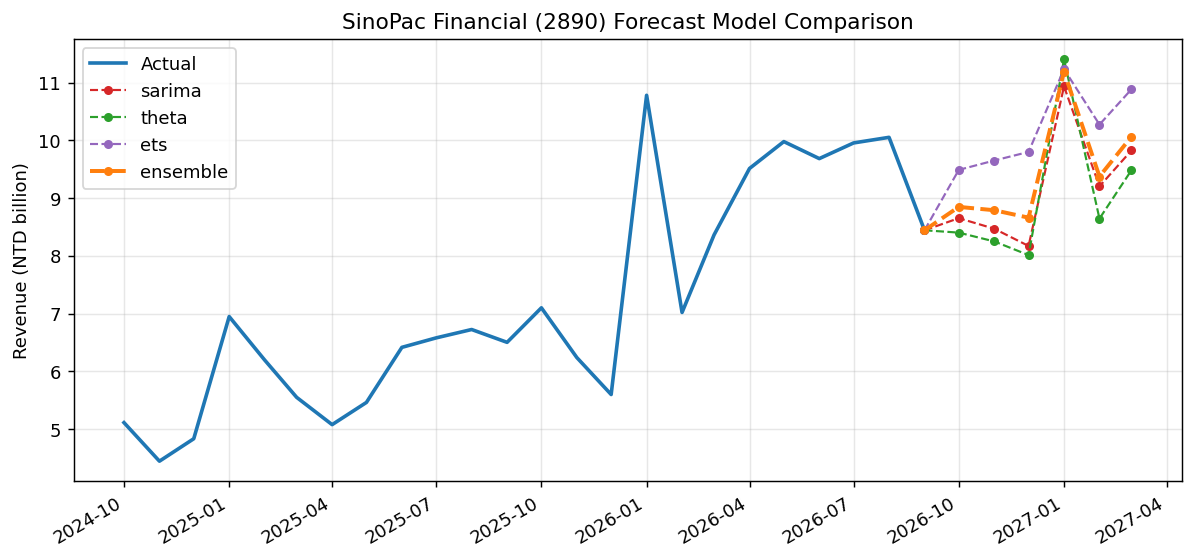 SinoPac Financial (2890) Forecast Model Comparison
Actual
sarima
theta
ets
ensemble
Revenue (NTD billion)
11
10
9
8
7
6
5
2024-10
2025-01
2025-04
2025-07
2025-10
2026-01
2026-04
2026-07
2026-10
2027-01
2027-04